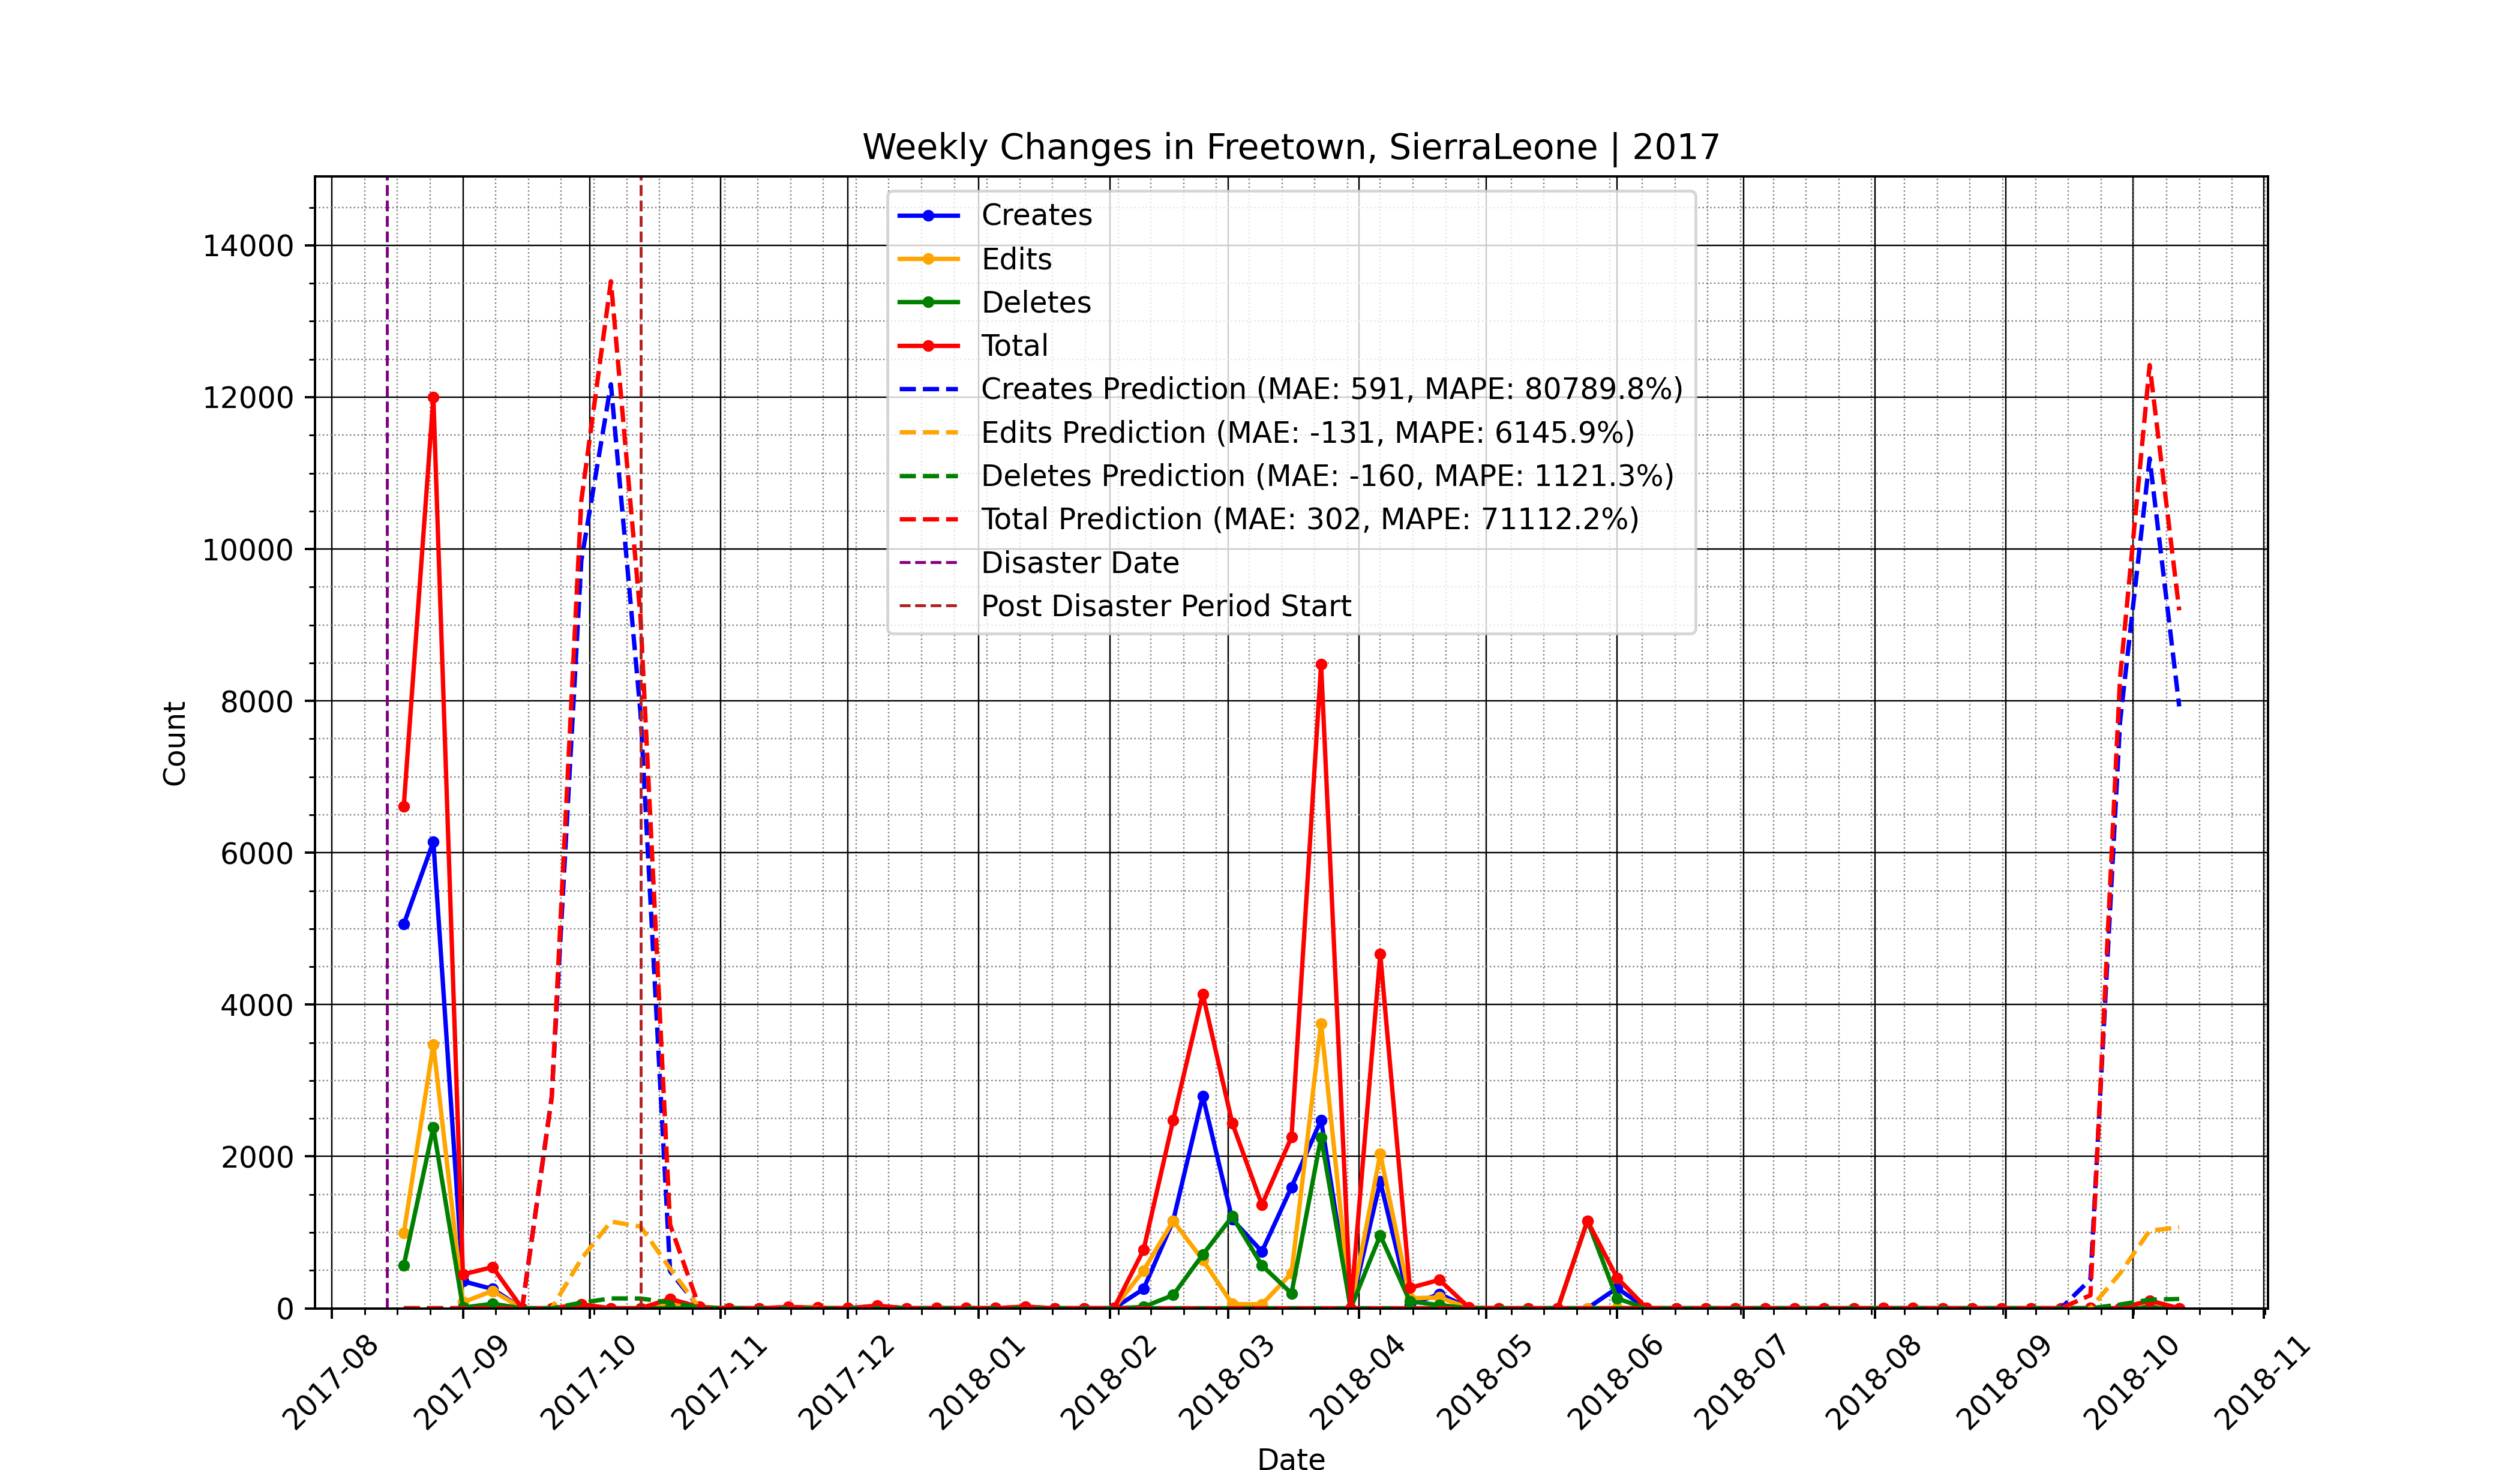 Weekly Changes in Freetown, SierraLeone | 2017
Creates
Edits
Deletes
Total
Creates Prediction (MAE: 591, MAPE: 80789.8%)
Edits Prediction (MAE: -131, MAPE: 6145.9%)
Deletes Prediction (MAE: -160, MAPE: 1121.3%)
Total Prediction (MAE: 302, MAPE: 71112.2%)
Disaster Date
Post Disaster Period Start
14000
12000
10000
8000
6000
4000
2000
0
Count
2017-08
2017-09
2017-10
2017-11
2017-12
2018-01
2018-02
2018-03
2018-04
2018-05
2018-06
2018-07
2018-08
2018-09
2018-10
2018-11
Date